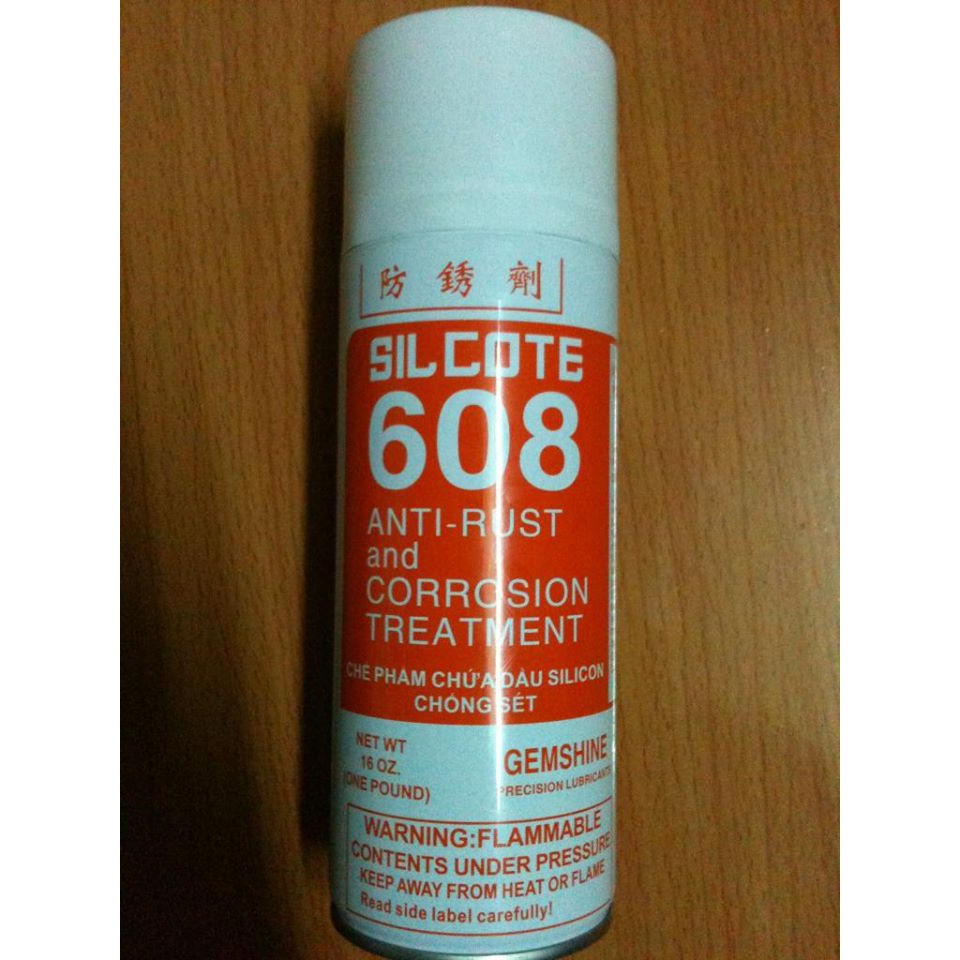 防銹劑
SILCOTE
608
ANTI-RUST
and
CORROSION
TREATMENT
CHẾ PHẨM CHỨA DẦU SILICON
CHỐNG SÉT
NET WT
16 OZ.
(ONE POUND)
GEMSHINE
PRECISION LUBRICANTS
WARNING:FLAMMABLE
CONTENTS UNDER PRESSURE
KEEP AWAY FROM HEAT OR FLAME
Read side label carefully!